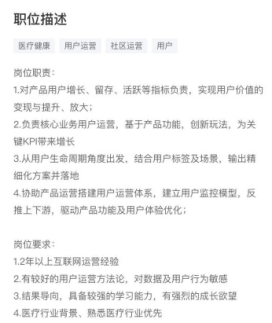 职位描述
医疗健康 用户运营 社区运营 用户
岗位职责：
1.对产品用户增长、留存、活跃等指标负责，实现用户价值的
变现与提升、放大；
2.负责核心业务用户运营，基于产品功能，创新玩法，为关
键KPI带来增长
3.从用户生命周期角度出发，结合用户标签及场景，输出精
细化方案并落地
4.协助产品运营搭建用户运营体系，建立用户监控模型，反
推上下游，驱动产品功能及用户体验优化；
岗位要求：
1.2年以上互联网运营经验
2.有较好的用户运营方法论，对数据及用户行为敏感
3.结果导向，具备较强的学习能力，有强烈的成长欲望
4.医疗行业背景、熟悉医疗行业优先